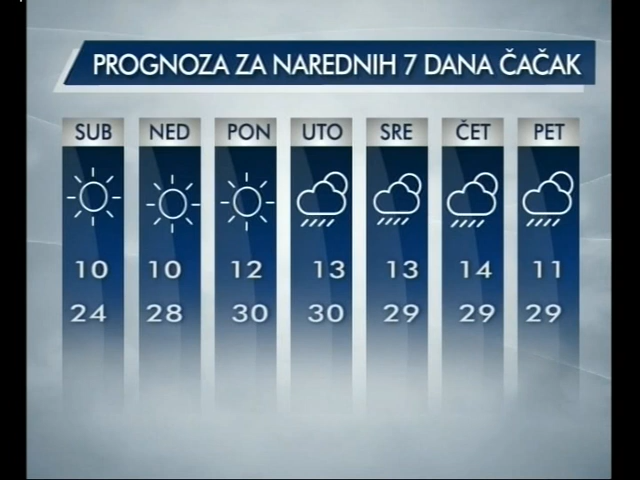 PROGNOZA ZA NAREDNIH 7 DANA ČAČAK
SUB NED PON UTO SRE ČET PET
10 10 12 13 13 14 11
24 28 30 30 29 29 29